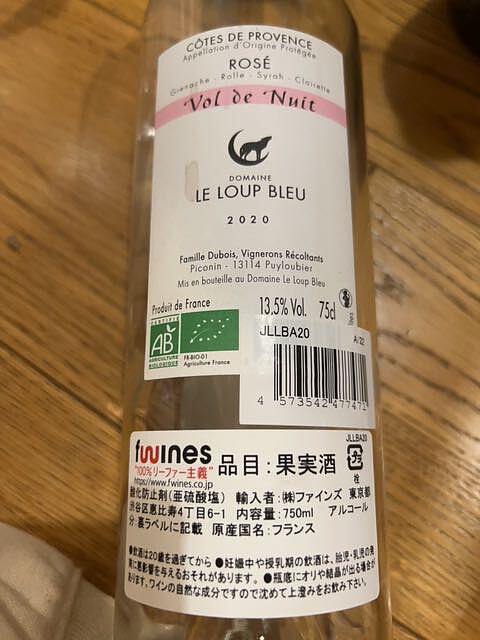 CÔTES DE PROVENCE
Appellation d'Origine Protégée
ROSÉ
Grenache - Rolle - Syrah - Clairette
Vol de Nuit
DOMAINE
LE LOUP BLEU
2020
Famille Dubois, Vignerons Récoltants
Piconin - 13114 Puyloubier
Mis en bouteille au Domaine Le Loup Bleu
Produit de France
13.5% Vol. 75cl
CERTIFIÉ
AB
AGRICULTURE
BIOLOGIQUE
FR-BIO-01
Agriculture France
JLLBA20
A/22
4 573542 477471
JLLBA20
fwines
"100%リーファー主義"
https://www.fwines.co.jp
品目:果実酒
栓
酸化防止剤(亜硫酸塩) 輸入者:㈱ファインズ 東京都
渋谷区恵比寿4丁目6-1 内容量:750ml アルコール
分:裏ラベルに記載 原産国名:フランス
●飲酒は20歳を過ぎてから ●妊娠中や授乳期の飲酒は、胎児・乳児の発
育に悪影響を与えるおそれがあります。 ●瓶底にオリや結晶が出る場合が
あります。ワインの自然な成分ですので沈めて上澄みをお飲み下さい。